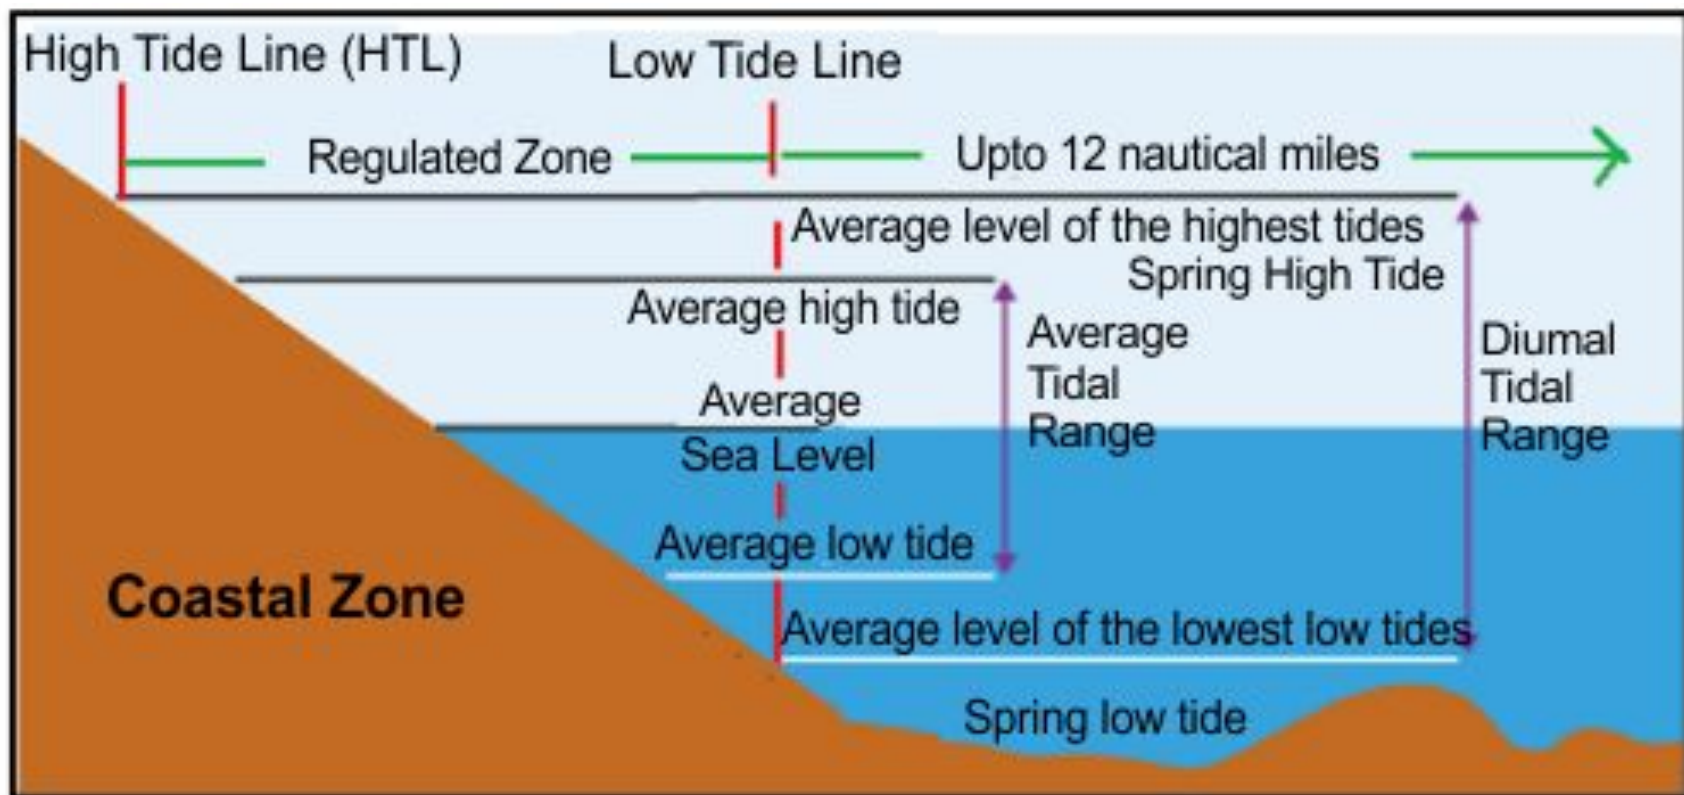 High Tide Line (HTL)
Low Tide Line
Regulated Zone
Upto 12 nautical miles
Average level of the highest tides
Spring High Tide
Average high tide
Average
Tidal
Range
Diumal
Tidal
Range
Average
Sea Level
Average low tide
Coastal Zone
Average level of the lowest low tides
Spring low tide